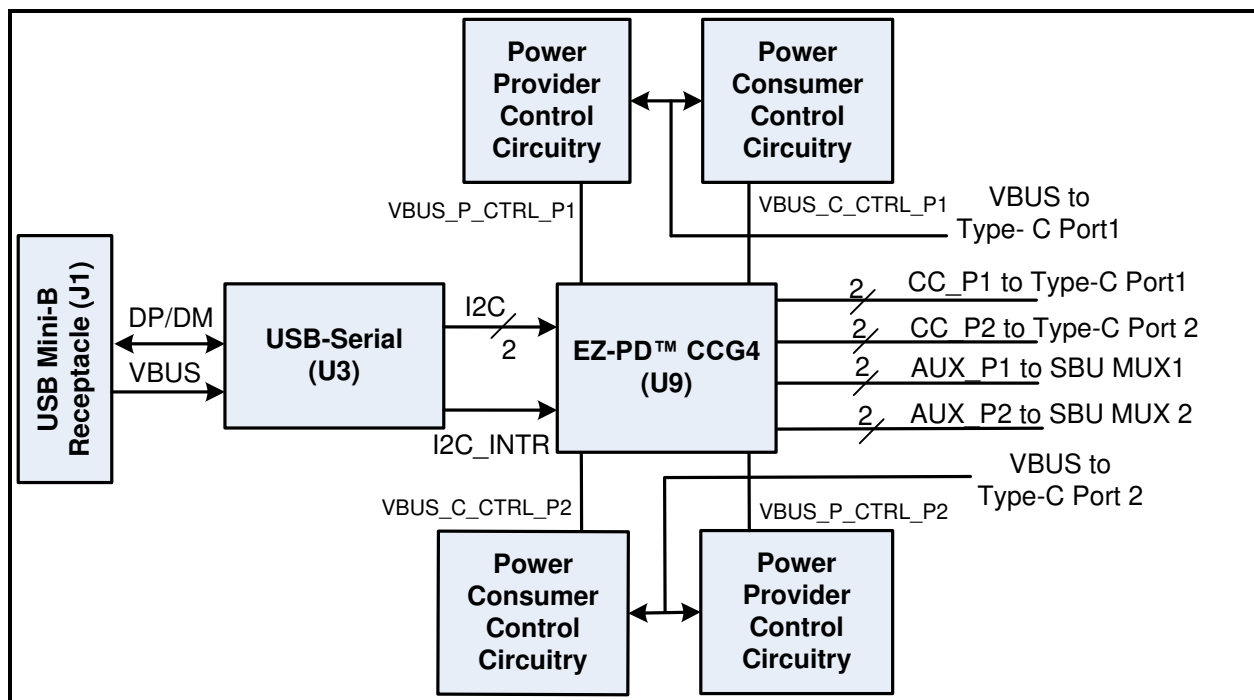 Power
Provider
Control
Circuitry
Power
Consumer
Control
Circuitry
VBUS_P_CTRL_P1
VBUS_C_CTRL_P1
VBUS to
Type- C Port1
USB Mini-B
Receptacle (J1)
DP/DM
VBUS
USB-Serial
(U3)
I2C
2
I2C_INTR
EZ-PD™ CCG4
(U9)
2
CC_P1 to Type-C Port1
2
CC_P2 to Type-C Port 2
2
AUX_P1 to SBU MUX1
2
AUX_P2 to SBU MUX 2
VBUS to
Type-C Port 2
VBUS_C_CTRL_P2
VBUS_P_CTRL_P2
Power
Consumer
Control
Circuitry
Power
Provider
Control
Circuitry